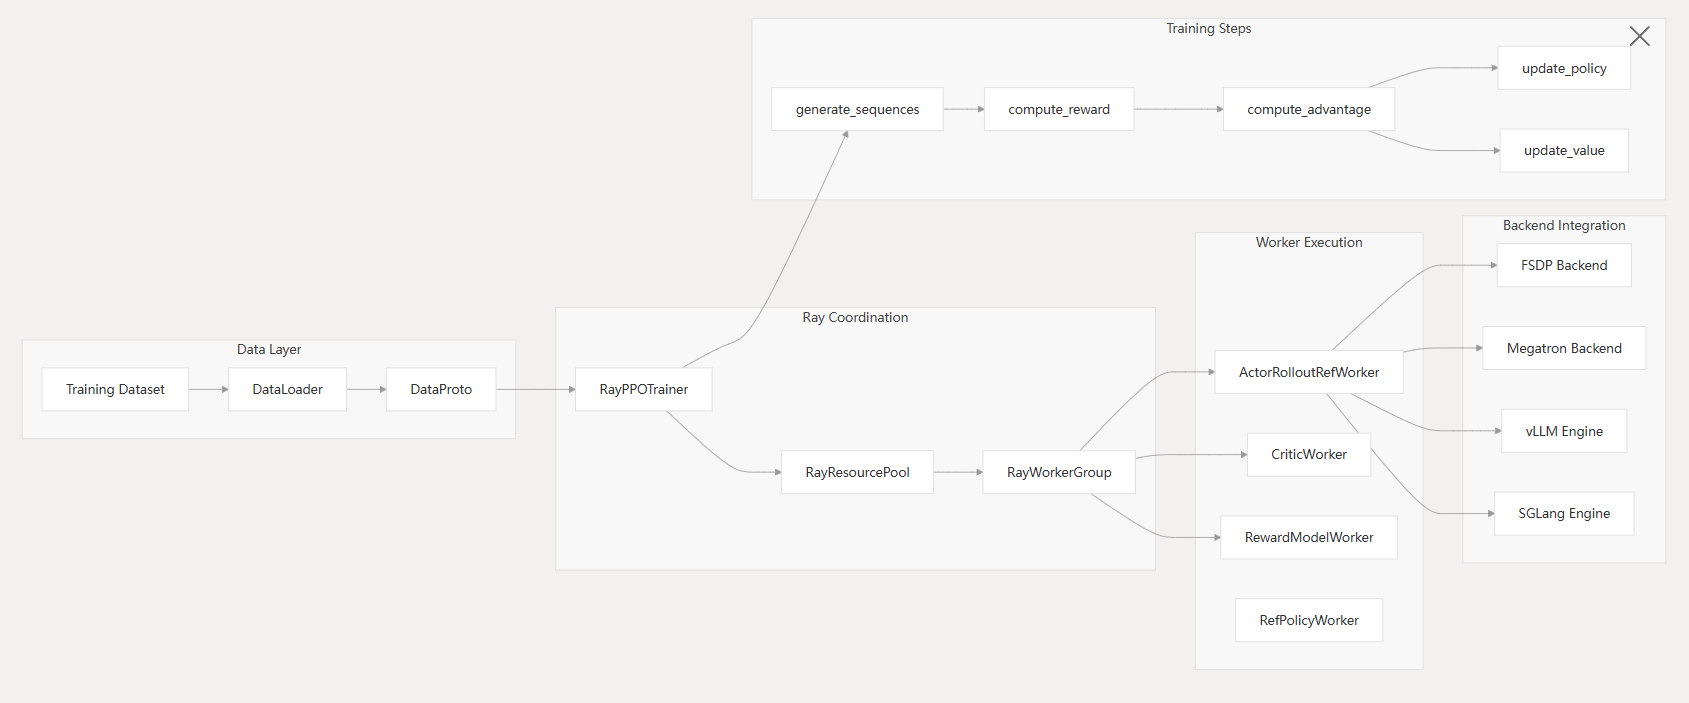 Training Steps
generate_sequences
compute_reward
compute_advantage
update_policy
update_value
Data Layer
Training Dataset
DataLoader
DataProto
Ray Coordination
RayPPOTrainer
RayResourcePool
RayWorkerGroup
Worker Execution
ActorRolloutRefWorker
CriticWorker
RewardModelWorker
RefPolicyWorker
Backend Integration
FSDP Backend
Megatron Backend
vLLM Engine
SGLang Engine